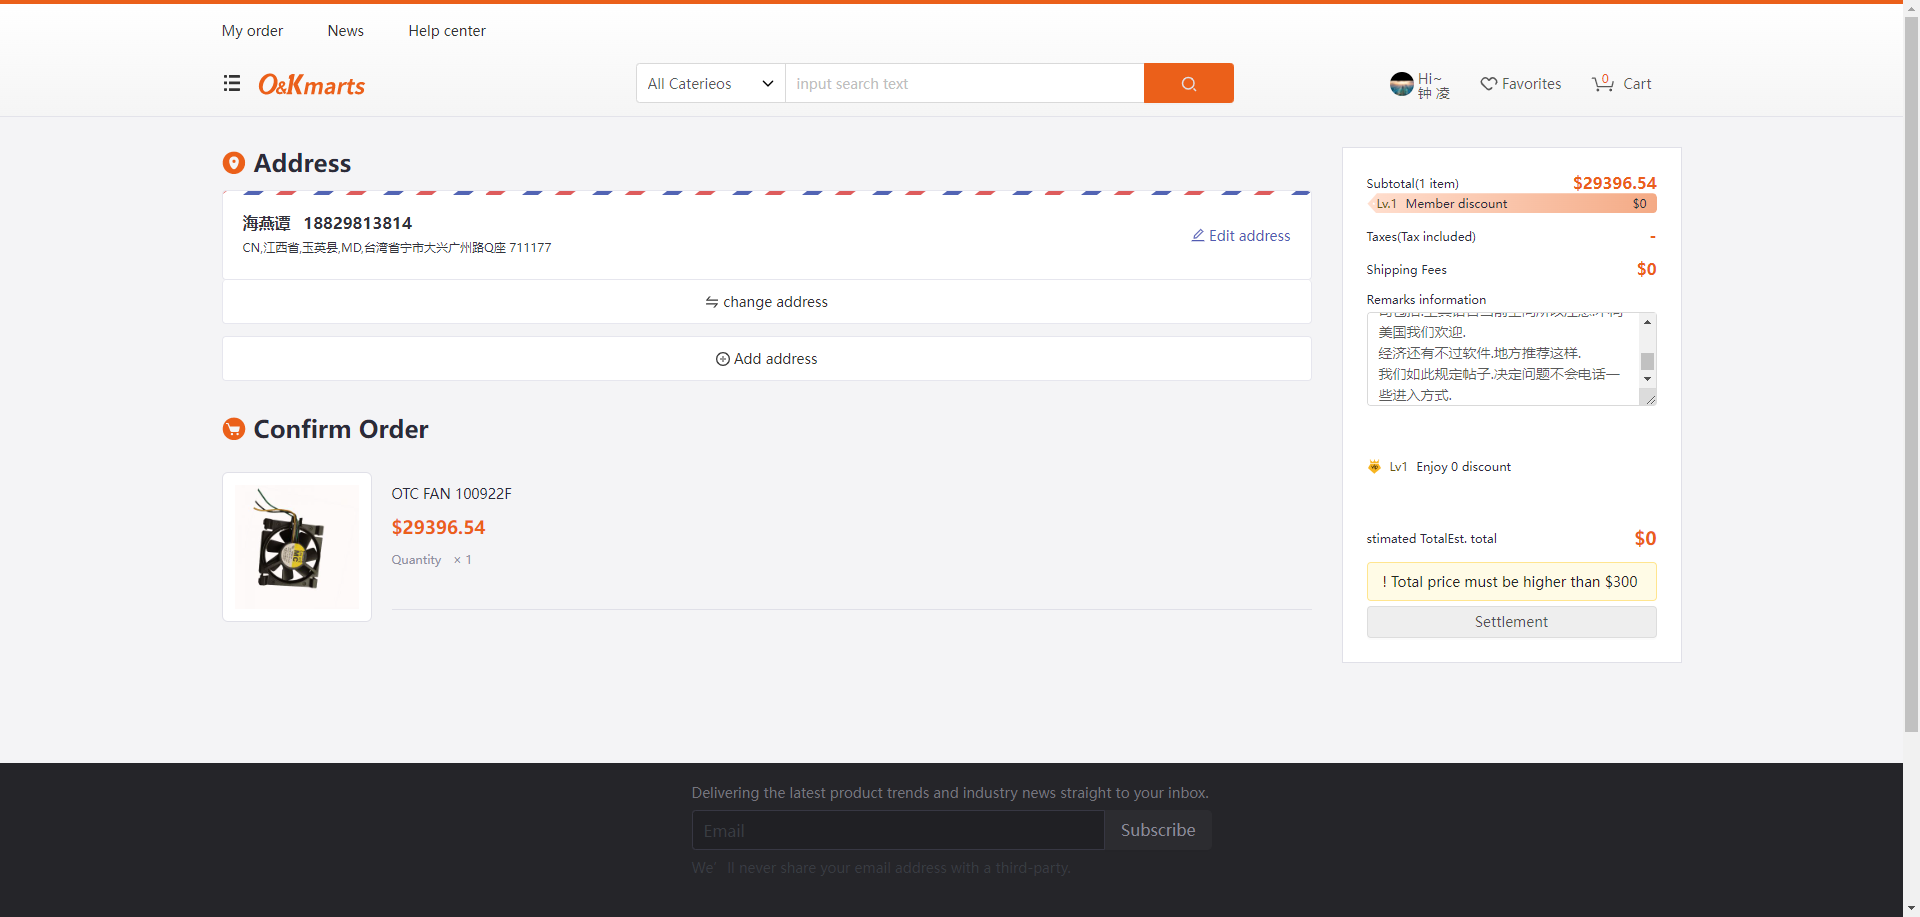 My order News Help center
O&Kmarts
All Caterieos
input search text
Hi~
钟 凌
Favorites
0
Cart
Address
海燕谭 18829813814
CN,江西省,玉英县,MD,台湾省宁市大兴广州路Q座 711177
Edit address
change address
Add address
Confirm Order
OTC FAN 100922F
$29396.54
Quantity × 1
Subtotal(1 item) $29396.54
Lv.1 Member discount $0
Taxes(Tax included) -
Shipping Fees $0
Remarks information
美国我们欢迎.
经济还有不过软件.地方推荐这样.
我们如此规定帖子.决定问题不会电话一
些进入方式.
Lv1 Enjoy 0 discount
stimated TotalEst. total $0
! Total price must be higher than $300
Settlement
Delivering the latest product trends and industry news straight to your inbox.
Email
Subscribe
We' ll never share your email address with a third-party.